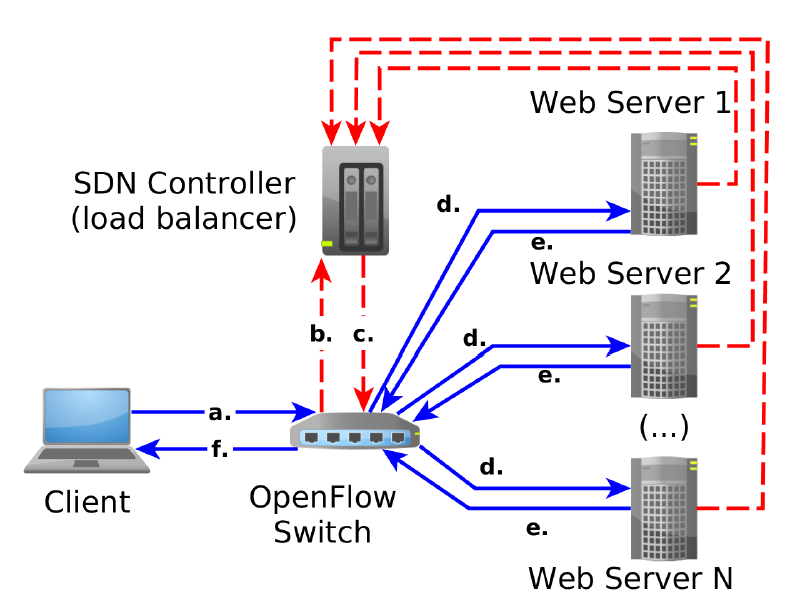 Web Server 1
SDN Controller
(load balancer)
d.
e.
Web Server 2
b.
c.
d.
e.
a.
(...)
f.
d.
Client
OpenFlow
Switch
e.
Web Server N